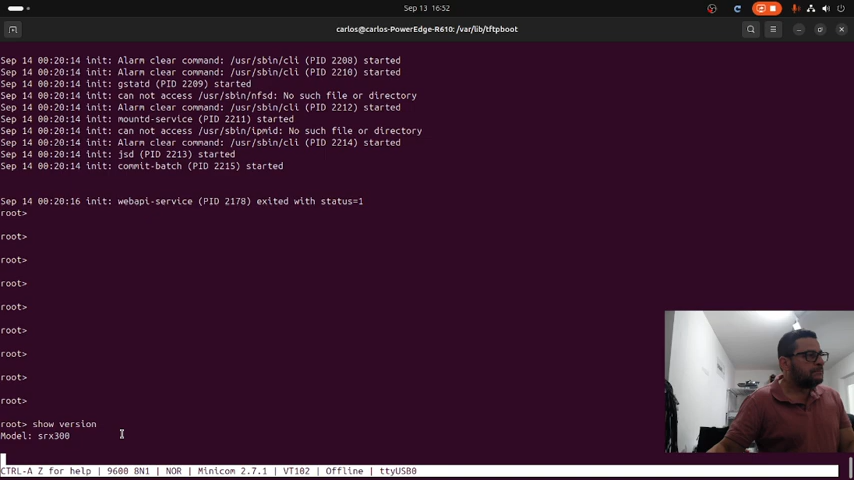 Sep 13 16:52
carlos@carlos-PowerEdge-R610: /var/lib/tftpboot
Sep 14 00:20:14 init: Alarm clear command: /usr/sbin/cli (PID 2208) started
Sep 14 00:20:14 init: Alarm clear command: /usr/sbin/cli (PID 2210) started
Sep 14 00:20:14 init: gstatd (PID 2209) started
Sep 14 00:20:14 init: can not access /usr/sbin/nfsd: No such file or directory
Sep 14 00:20:14 init: Alarm clear command: /usr/sbin/cli (PID 2212) started
Sep 14 00:20:14 init: mountd-service (PID 2211) started
Sep 14 00:20:14 init: can not access /usr/sbin/ipmid: No such file or directory
Sep 14 00:20:14 init: Alarm clear command: /usr/sbin/cli (PID 2214) started
Sep 14 00:20:14 init: jsd (PID 2213) started
Sep 14 00:20:14 init: commit-batch (PID 2215) started
Sep 14 00:20:16 init: webapi-service (PID 2178) exited with status=1
root>
root>
root>
root>
root>
root>
root>
root>
root>
root> show version
Model: srx300
CTRL-A Z for help | 9600 8N1 | NOR | Minicom 2.7.1 | VT102 | Offline | ttyUSB0